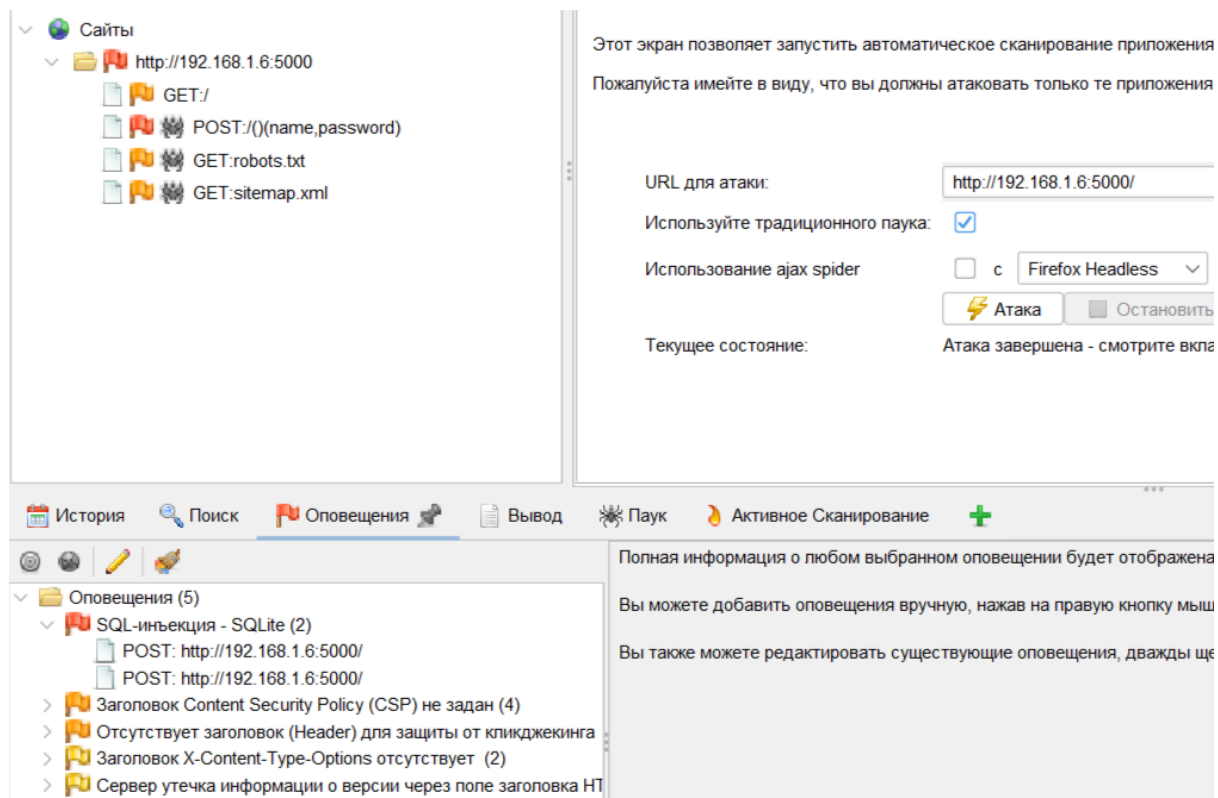 Сайты
http://192.168.1.6:5000
GET:/
POST:/()(name,password)
GET:robots.txt
GET:sitemap.xml
Этот экран позволяет запустить автоматическое сканирование приложения
Пожалуйста имейте в виду, что вы должны атаковать только те приложения
URL для атаки:
http://192.168.1.6:5000/
Используйте традиционного паука:
Использование ajax spider
с
Firefox Headless
Атака
Остановить
Текущее состояние:
Атака завершена - смотрите вкла
История
Поиск
Оповещения
Вывод
Паук
Активное Сканирование
Оповещения (5)
SQL-инъекция - SQLite (2)
POST: http://192.168.1.6:5000/
POST: http://192.168.1.6:5000/
Заголовок Content Security Policy (CSP) не задан (4)
Отсутствует заголовок (Header) для защиты от кликджекинга
Заголовок X-Content-Type-Options отсутствует (2)
Сервер утечка информации о версии через поле заголовка HT
Полная информация о любом выбранном оповещении будет отображена
Вы можете добавить оповещения вручную, нажав на правую кнопку мыш
Вы также можете редактировать существующие оповещения, дважды ще